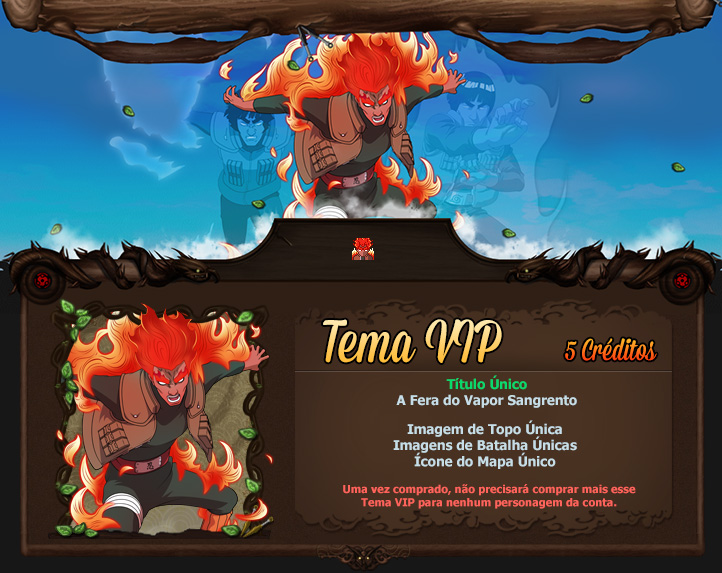 Tema VIP
5 Créditos
Título Único
A Fera do Vapor Sangrento
Imagem de Topo Única
Imagens de Batalha Únicas
Ícone do Mapa Único
Uma vez comprado, não precisará comprar mais esse
Tema VIP para nenhum personagem da conta.